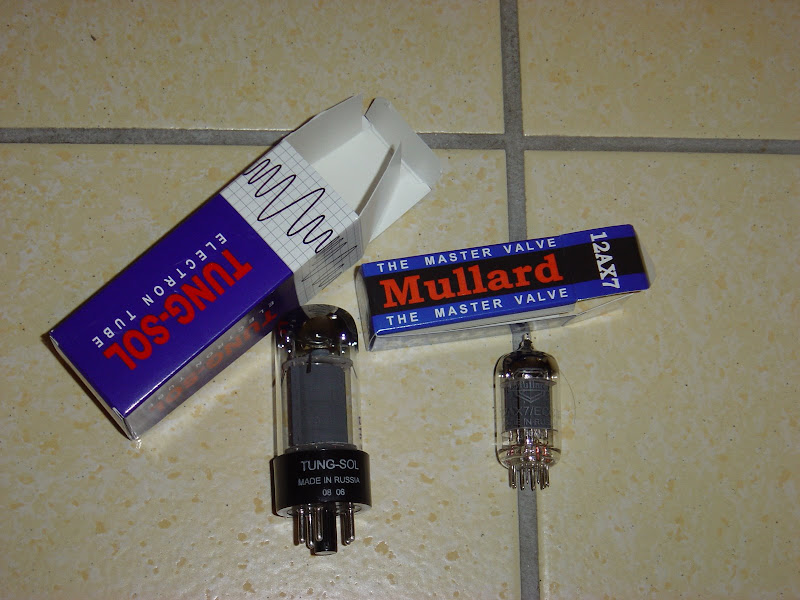 TUNG-SOL
ELECTRON TUBE
THE MASTER VALVE
Mullard
THE MASTER VALVE
12AX7
TUNG-SOL
MADE IN RUSSIA
08 08